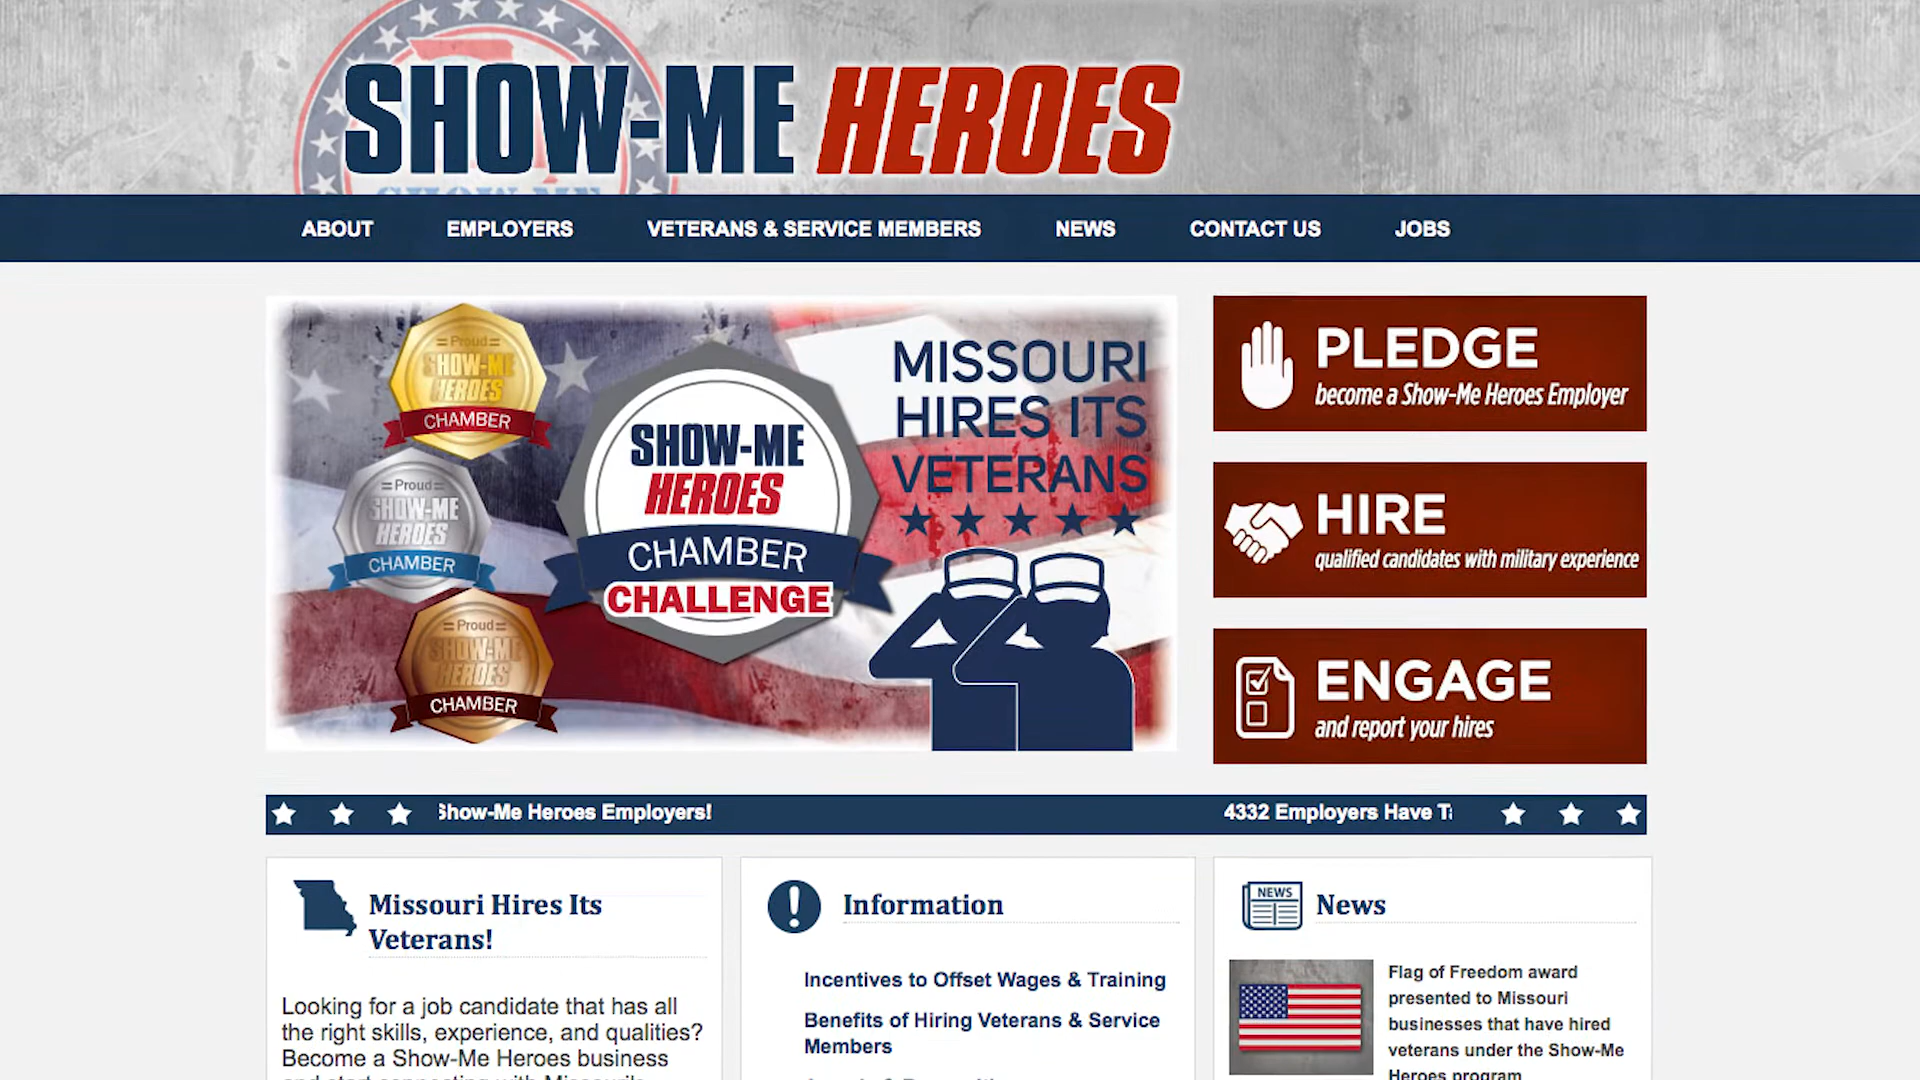 SHOW-ME HEROES
SHOW ME
ABOUT
EMPLOYERS
VETERANS & SERVICE MEMBERS
NEWS
CONTACT US
JOBS
Proud
SHOW-ME
HEROES
CHAMBER
Proud
SHOW-ME
HEROES
CHAMBER
Proud
SHOW-ME
HEROES
CHAMBER
SHOW-ME
HEROES
CHAMBER
CHALLENGE
MISSOURI
HIRES ITS
VETERANS
PLEDGE
become a Show-Me Heroes Employer
HIRE
qualified candidates with military experience
ENGAGE
and report your hires
Show-Me Heroes Employers!
4332 Employers Have
Missouri Hires Its
Veterans!
Looking for a job candidate that has all
the right skills, experience, and qualities?
Become a Show-Me Heroes business
Information
Incentives to Offset Wages & Training
Benefits of Hiring Veterans & Service
Members
NEWS
News
Flag of Freedom award
presented to Missouri
businesses that have hired
veterans under the Show-Me
Heroes program